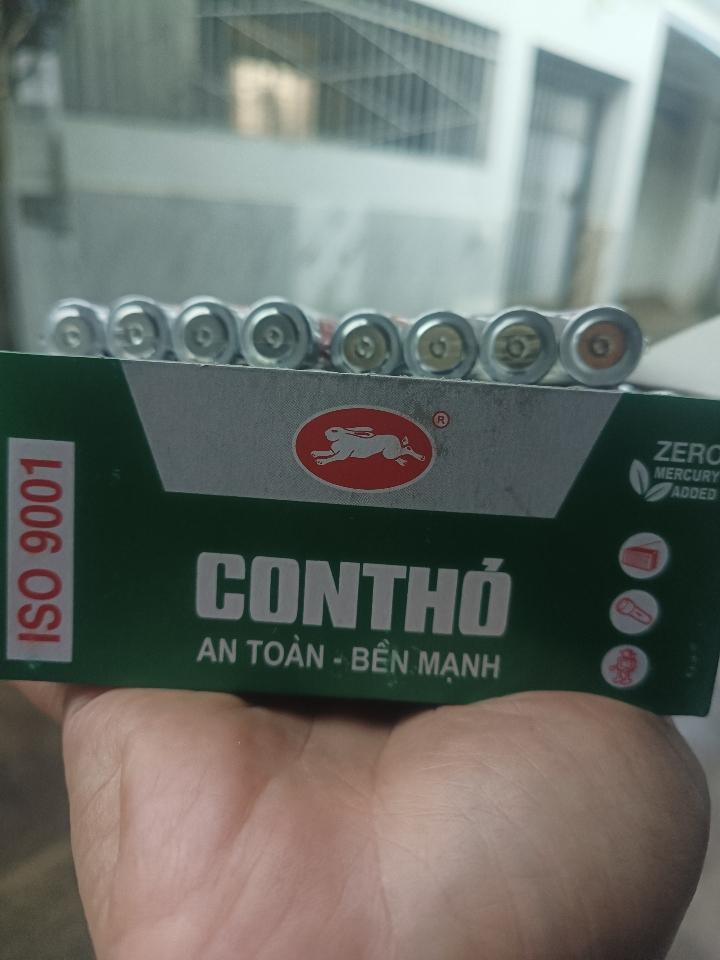 ®
ZERO
MERCURY
ADDED
ISO 9001
CONTHỎ
AN TOÀN - BỀN MẠNH